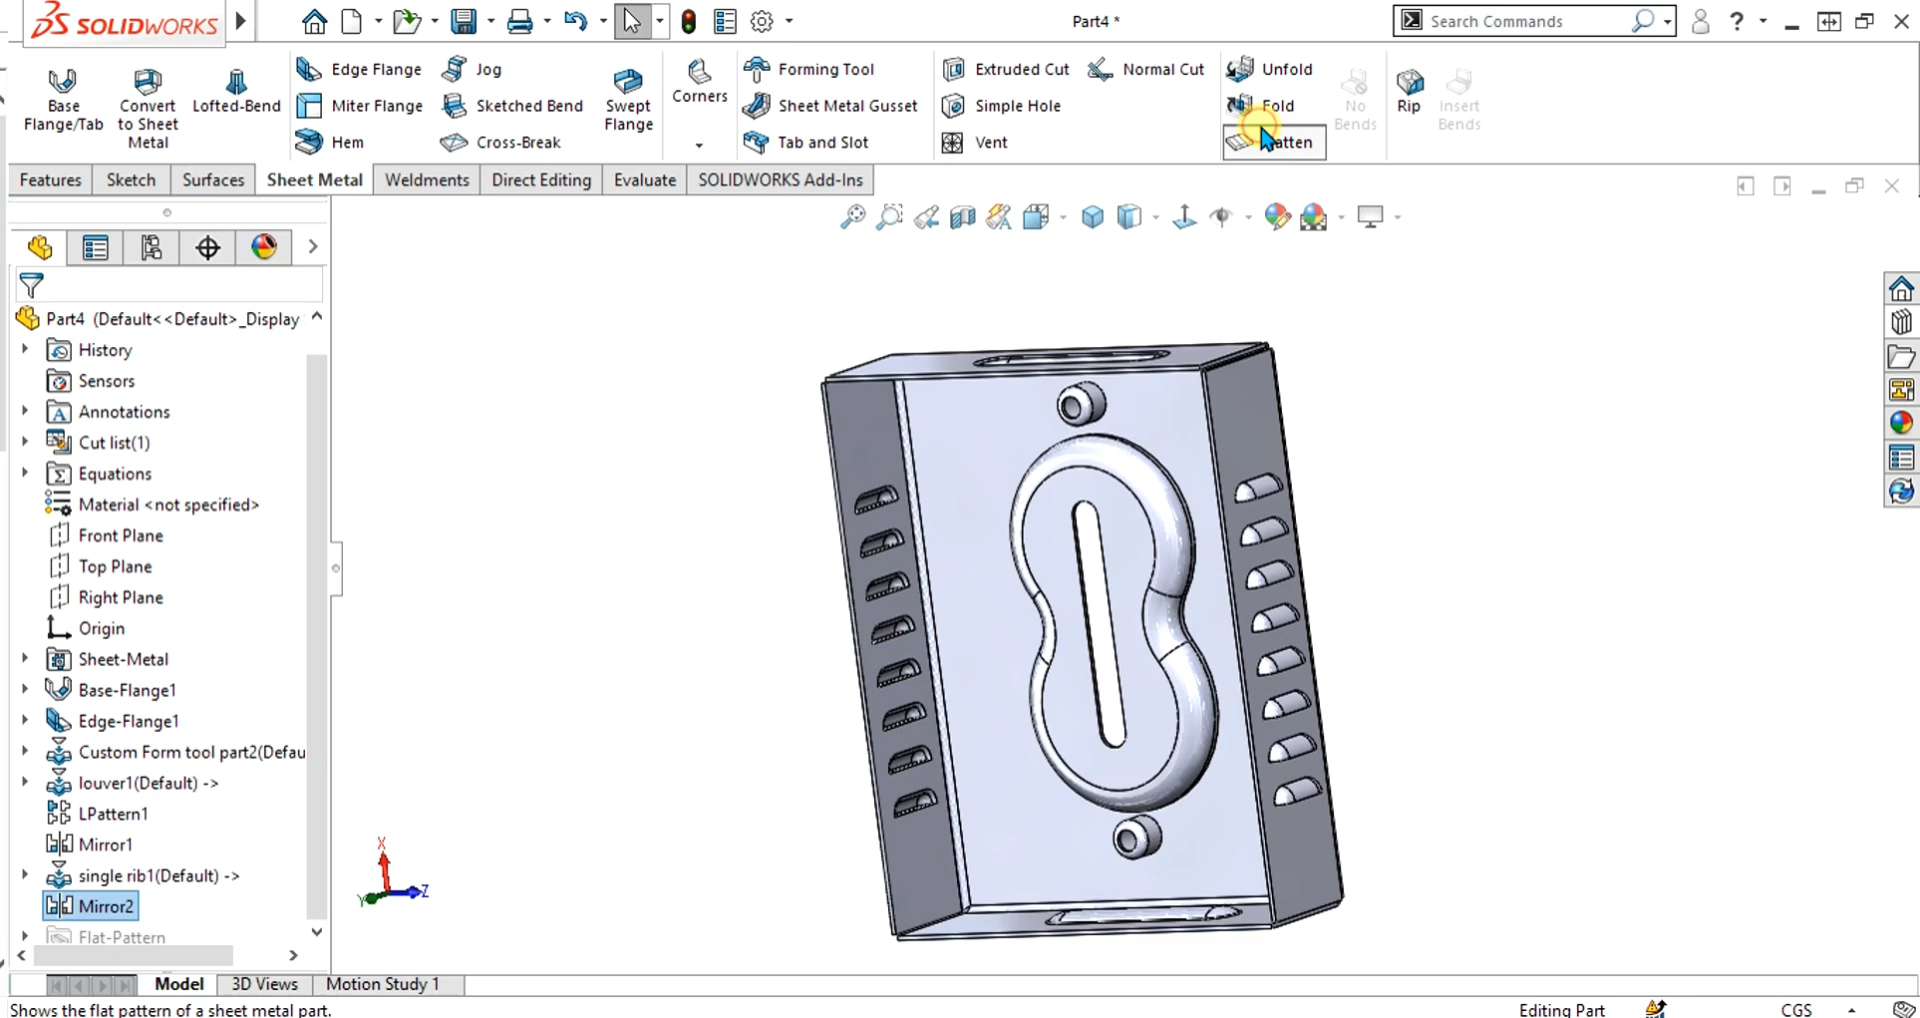 SOLIDWORKS
Part4 *
Search Commands
?
Base Flange/Tab
Convert to Sheet Metal
Lofted-Bend
Edge Flange
Miter Flange
Hem
Jog
Sketched Bend
Cross-Break
Swept Flange
Corners
Forming Tool
Sheet Metal Gusset
Tab and Slot
Extruded Cut
Simple Hole
Vent
Normal Cut
Unfold
Fold
No Bends
Rip
Insert Bends
Features
Sketch
Surfaces
Sheet Metal
Weldments
Direct Editing
Evaluate
SOLIDWORKS Add-Ins
Part4 (Default<<Default>_Display
History
Sensors
Annotations
Cut list(1)
Equations
Material <not specified>
Front Plane
Top Plane
Right Plane
Origin
Sheet-Metal
Base-Flange1
Edge-Flange1
Custom Form tool part2(Defau
louver1(Default) ->
LPattern1
Mirror1
single rib1(Default) ->
Mirror2
Flat-Pattern
X
Y
Z
Model
3D Views
Motion Study 1
Shows the flat pattern of a sheet metal part.
Editing Part
CGS